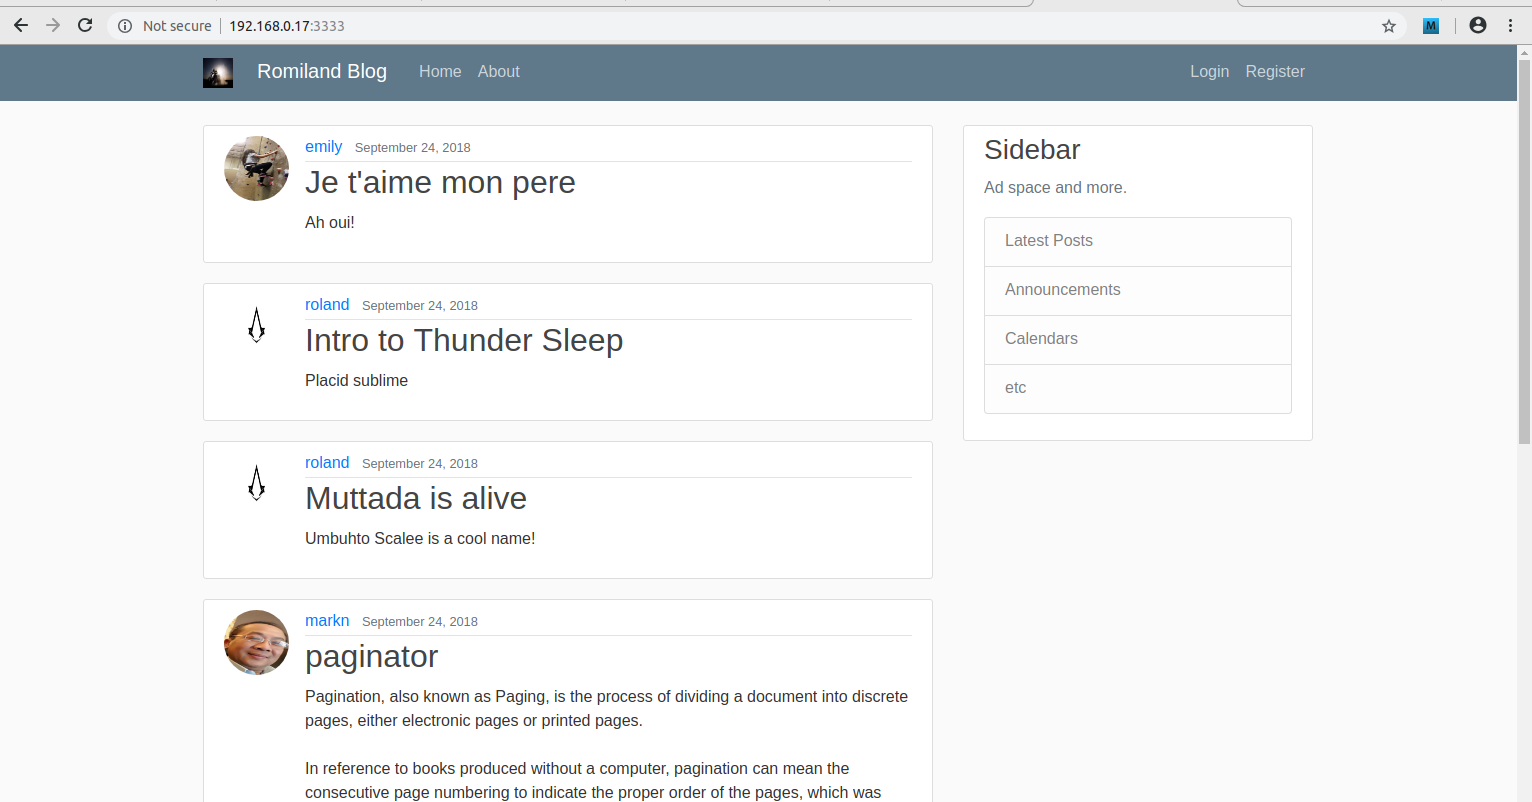 Not secure 192.168.0.17:3333
M
Romiland Blog Home About Login Register
emily September 24, 2018
Je t'aime mon pere
Ah oui!
roland September 24, 2018
Intro to Thunder Sleep
Placid sublime
roland September 24, 2018
Muttada is alive
Umbuhto Scalee is a cool name!
markn September 24, 2018
paginator
Pagination, also known as Paging, is the process of dividing a document into discrete
pages, either electronic pages or printed pages.
In reference to books produced without a computer, pagination can mean the
consecutive page numbering to indicate the proper order of the pages, which was
Sidebar
Ad space and more.
Latest Posts
Announcements
Calendars
etc